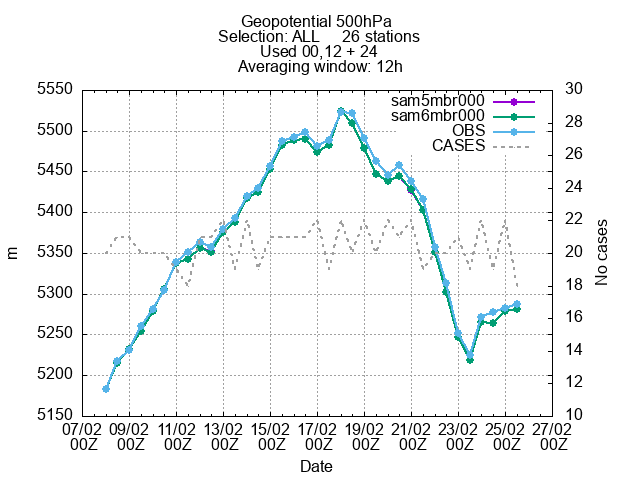 Geopotential 500hPa
Selection: ALL 26 stations
Used 00,12 + 24
Averaging window: 12h
sam5mbr000
sam6mbr000
OBS
CASES
5550
5500
5450
5400
5350
5300
5250
5200
5150
m
30
28
26
24
22
20
18
16
14
12
10
No cases
07/02 09/02 11/02 13/02 15/02 17/02 19/02 21/02 23/02 25/02 27/02
00Z 00Z 00Z 00Z 00Z 00Z 00Z 00Z 00Z 00Z 00Z
Date